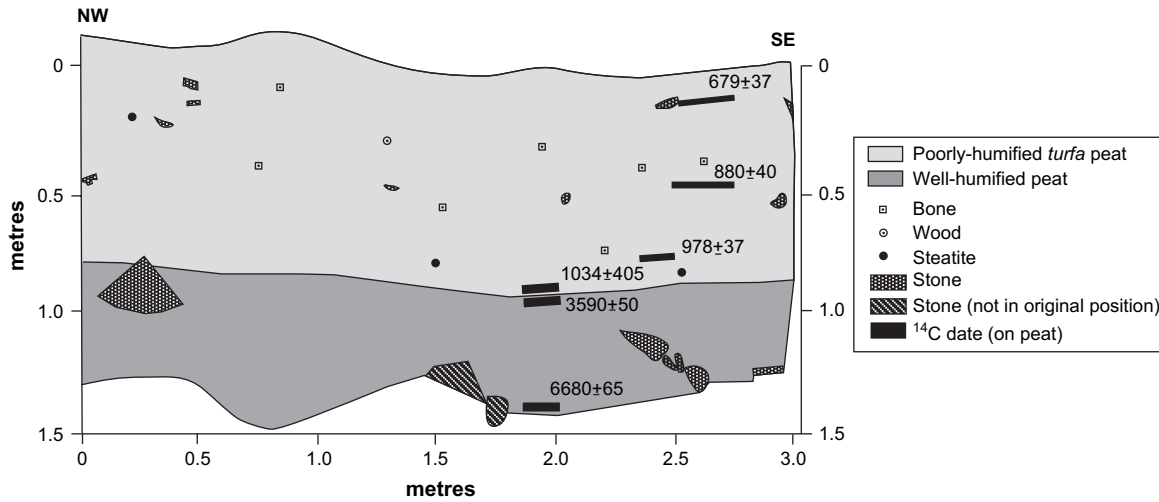 NW
SE
0
0.5
1.0
1.5
metres
0
0.5
1.0
1.5
679±37
880±40
978±37
1034±405
3590±50
6680±65
0
0.5
1.0
1.5
2.0
2.5
3.0
metres
Poorly-humified turfa peat
Well-humified peat
Bone
Wood
Steatite
Stone
Stone (not in original position)
¹⁴C date (on peat)